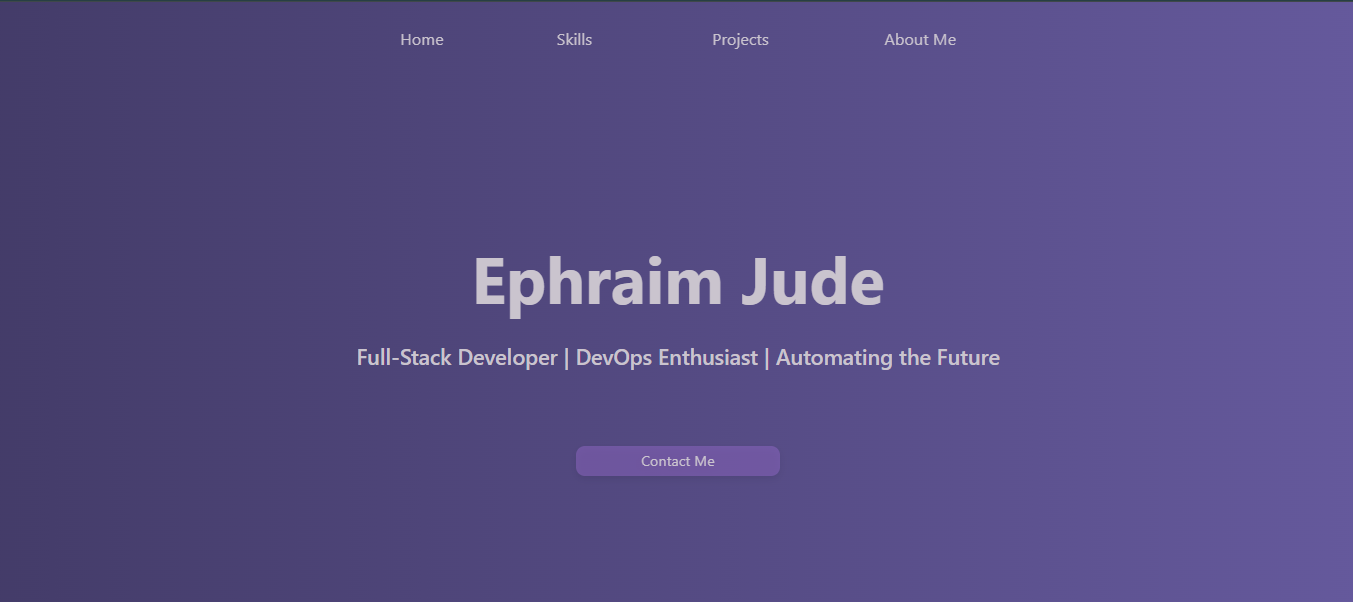 Home Skills Projects About Me
Ephraim Jude
Full-Stack Developer | DevOps Enthusiast | Automating the Future
Contact Me